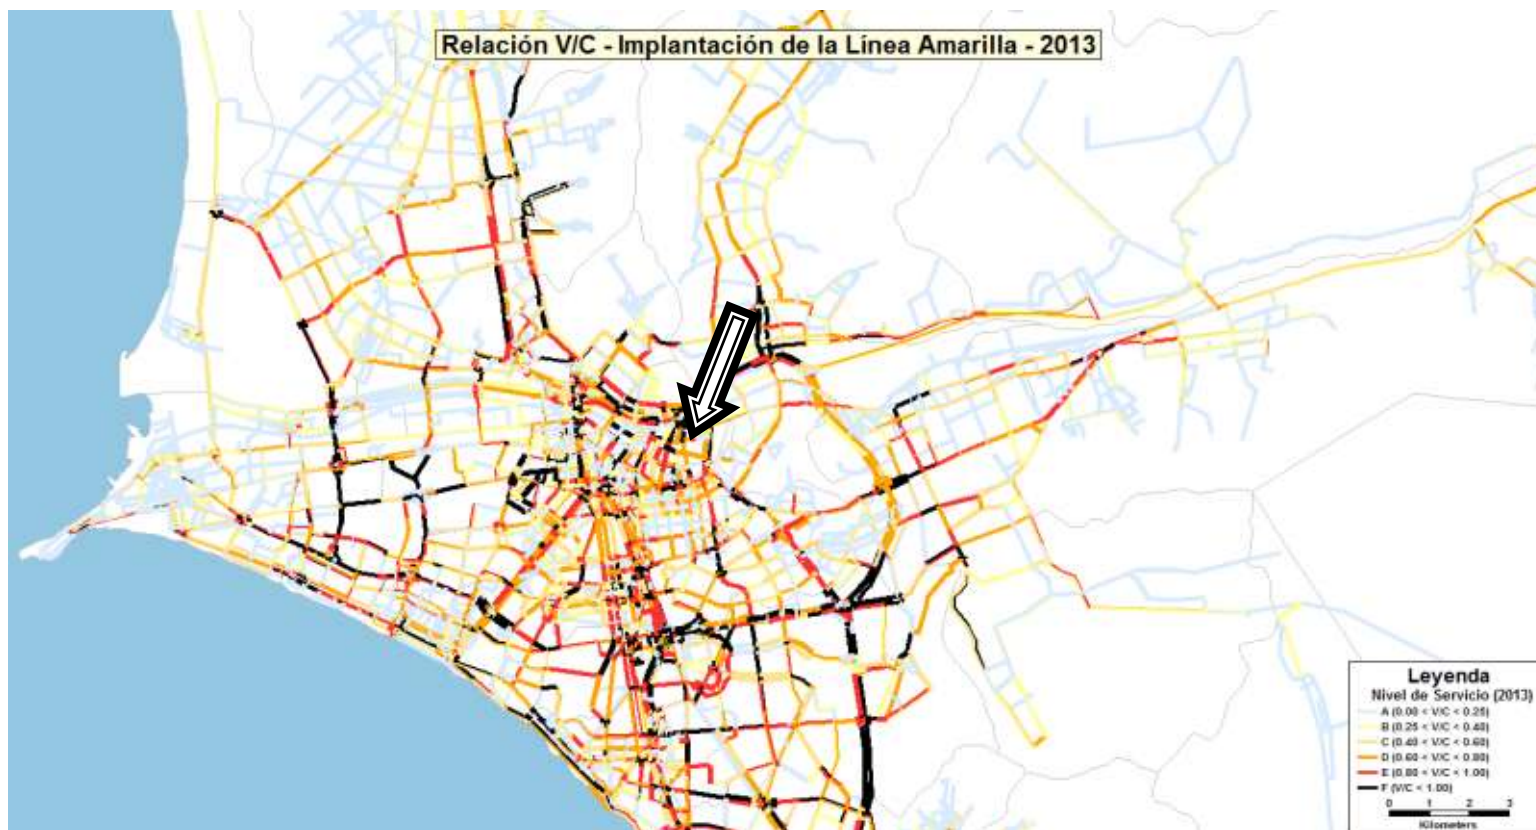 Relación V/C - Implantación de la Línea Amarilla - 2013
Leyenda
Nivel de Servicio (2013)
A (0.00 < V/C < 0.25)
B (0.25 < V/C < 0.40)
C (0.40 < V/C < 0.60)
D (0.60 < V/C < 0.80)
E (0.80 < V/C < 1.00)
F (V/C < 1.00)
0 1 2 3
Kilometers